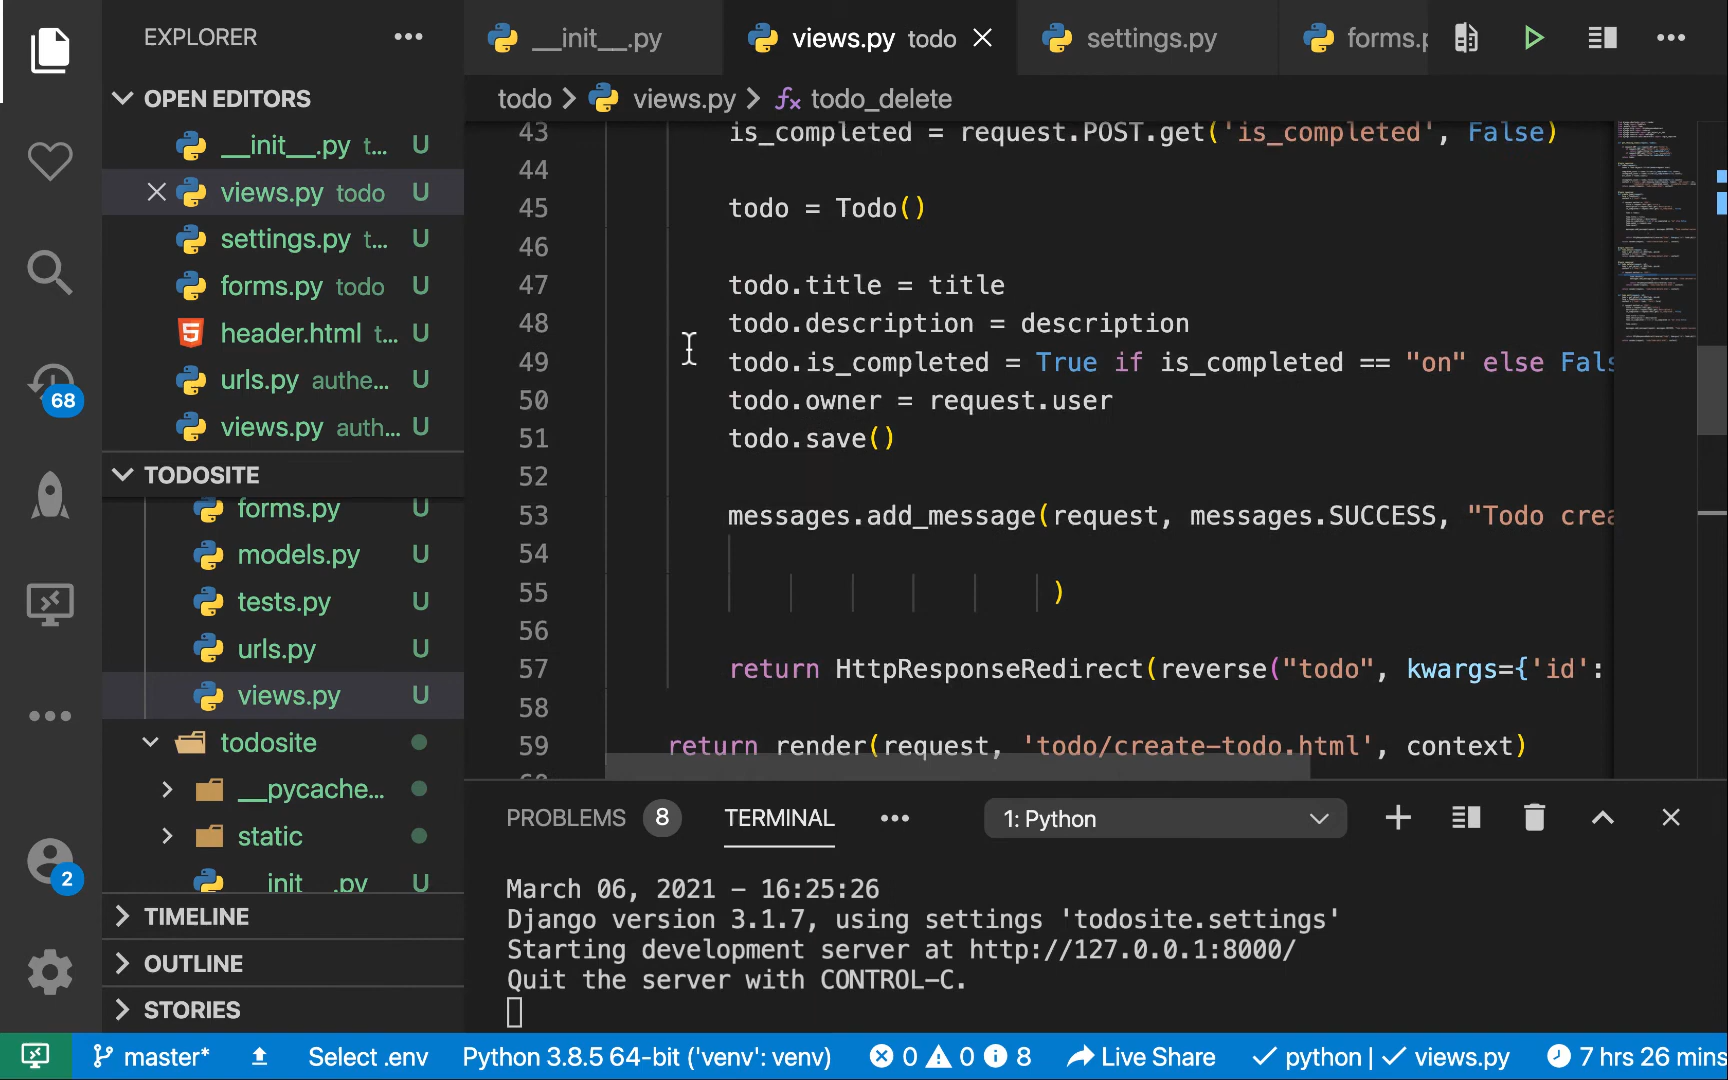 EXPLORER
OPEN EDITORS
__init__.py t... U
views.py todo U
settings.py t... U
forms.py todo U
header.html t...
urls.py authe... U
views.py auth... U
TODOSITE
forms.py U
models.py U
tests.py U
urls.py U
views.py U
todosite
__pycache...
static
__init__.py U
TIMELINE
OUTLINE
STORIES
68
2
__init__.py
views.py todo
settings.py
forms.p
todo > views.py > todo_delete
43 is_completed = request.POST.get('is_completed', False)
44
45 todo = Todo()
46
47 todo.title = title
48 todo.description = description
49 todo.is_completed = True if is_completed == "on" else Fals
50 todo.owner = request.user
51 todo.save()
52
53 messages.add_message(request, messages.SUCCESS, "Todo crea
54
55 )
56
57 return HttpResponseRedirect(reverse("todo", kwargs={'id':
58
59 return render(request, 'todo/create-todo.html', context)
60
PROBLEMS 8 TERMINAL ... 1: Python
March 06, 2021 - 16:25:26
Django version 3.1.7, using settings 'todosite.settings'
Starting development server at http://127.0.0.1:8000/
Quit the server with CONTROL-C.
master* Select .env Python 3.8.5 64-bit ('venv': venv) 0 0 8 Live Share python | views.py 7 hrs 26 mins